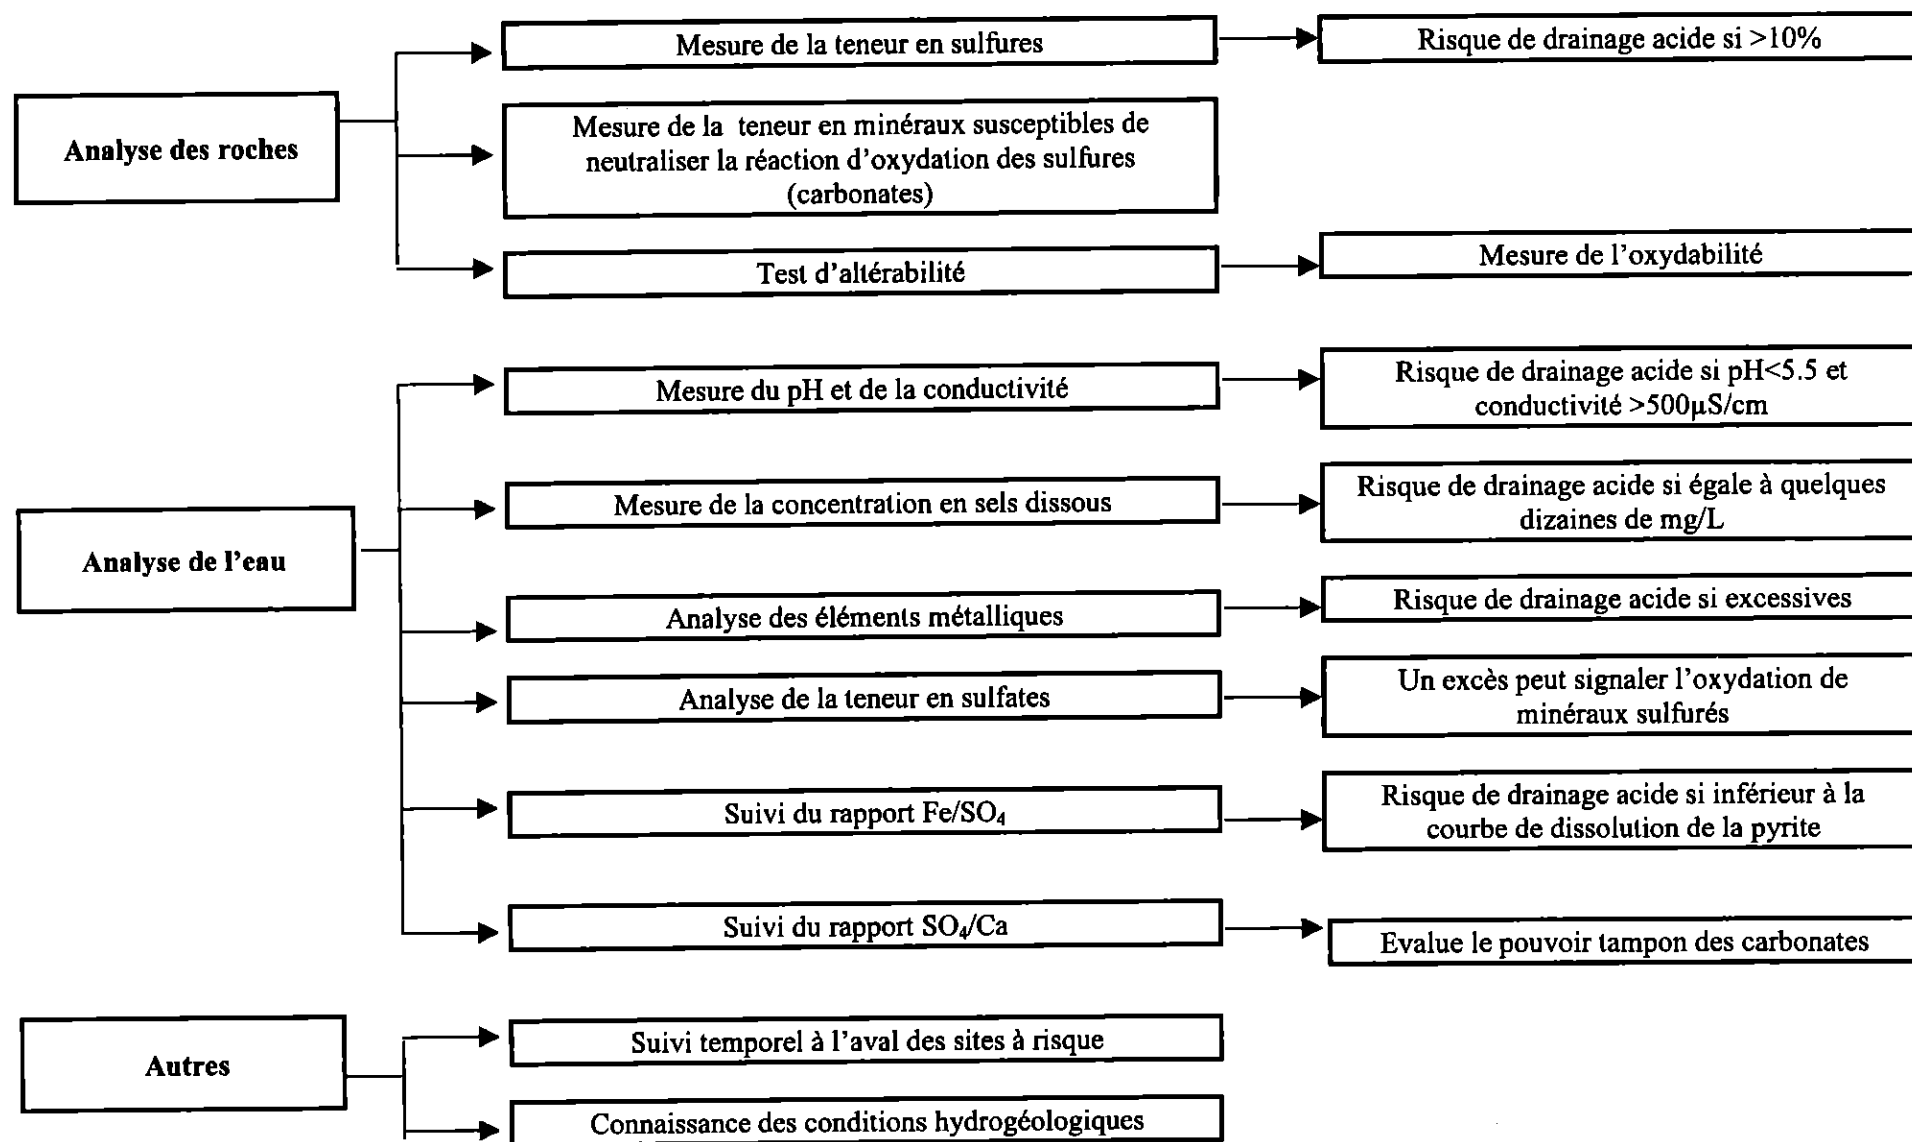 Mesure de la teneur en sulfures
Risque de drainage acide si >10%
Analyse des roches
Mesure de la teneur en minéraux susceptibles de
neutraliser la réaction d'oxydation des sulfures
(carbonates)
Test d'altérabilité
Mesure de l'oxydabilité
Analyse de l'eau
Mesure du pH et de la conductivité
Risque de drainage acide si pH<5.5 et
conductivité >500µS/cm
Mesure de la concentration en sels dissous
Risque de drainage acide si égale à quelques
dizaines de mg/L
Analyse des éléments métalliques
Risque de drainage acide si excessives
Analyse de la teneur en sulfates
Un excès peut signaler l'oxydation de
minéraux sulfurés
Suivi du rapport Fe/SO₄
Risque de drainage acide si inférieur à la
courbe de dissolution de la pyrite
Suivi du rapport SO₄/Ca
Evalue le pouvoir tampon des carbonates
Autres
Suivi temporel à l'aval des sites à risque
Connaissance des conditions hydrogéologiques